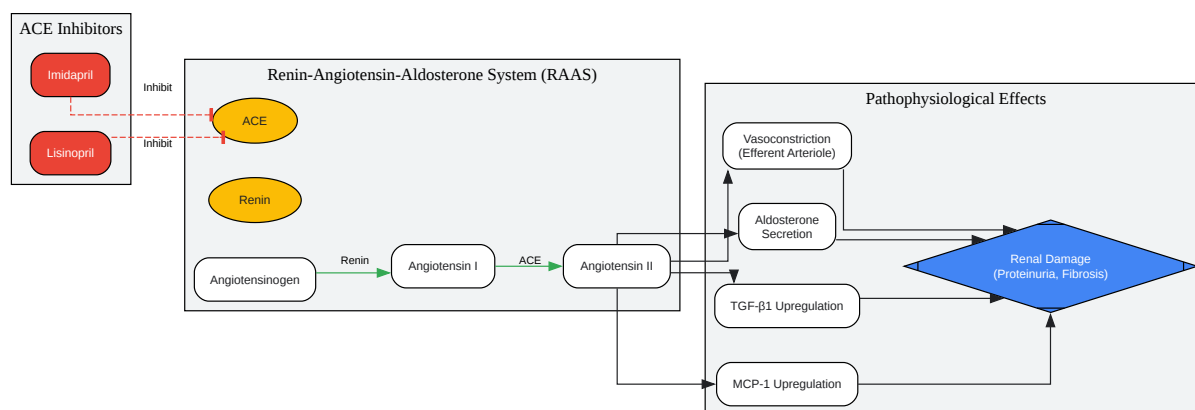 ACE Inhibitors
Imidapril
Lisinopril
Inhibit
Inhibit
Renin-Angiotensin-Aldosterone System (RAAS)
ACE
Renin
Angiotensinogen
Renin
Angiotensin I
ACE
Angiotensin II
Pathophysiological Effects
Vasoconstriction
(Efferent Arteriole)
Aldosterone
Secretion
TGF-β1 Upregulation
MCP-1 Upregulation
Renal Damage
(Proteinuria, Fibrosis)